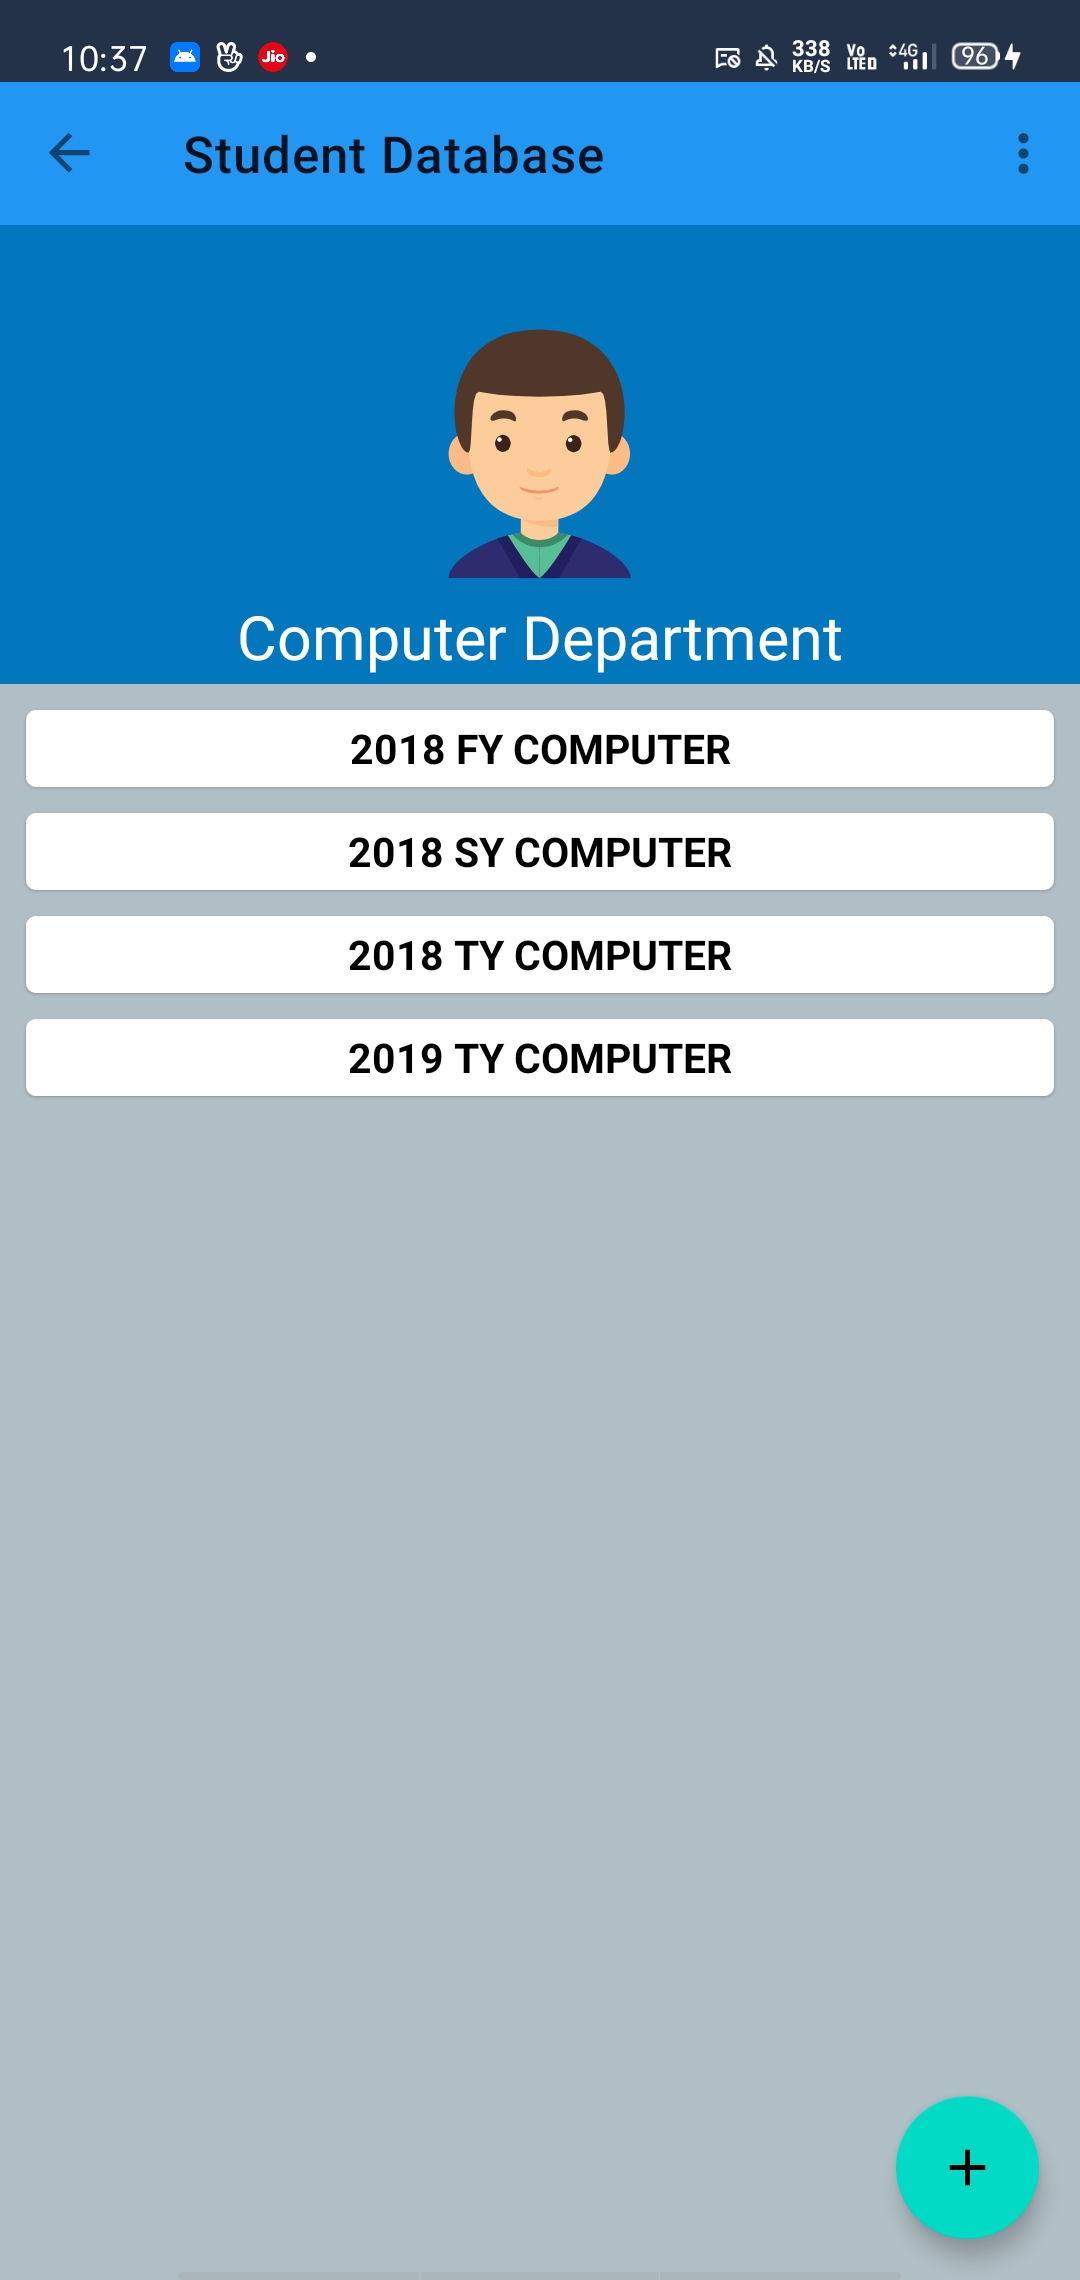 10:37 Jio 338 KB/S Vo LTE 4G 96
Student Database
Computer Department
2018 FY COMPUTER
2018 SY COMPUTER
2018 TY COMPUTER
2019 TY COMPUTER